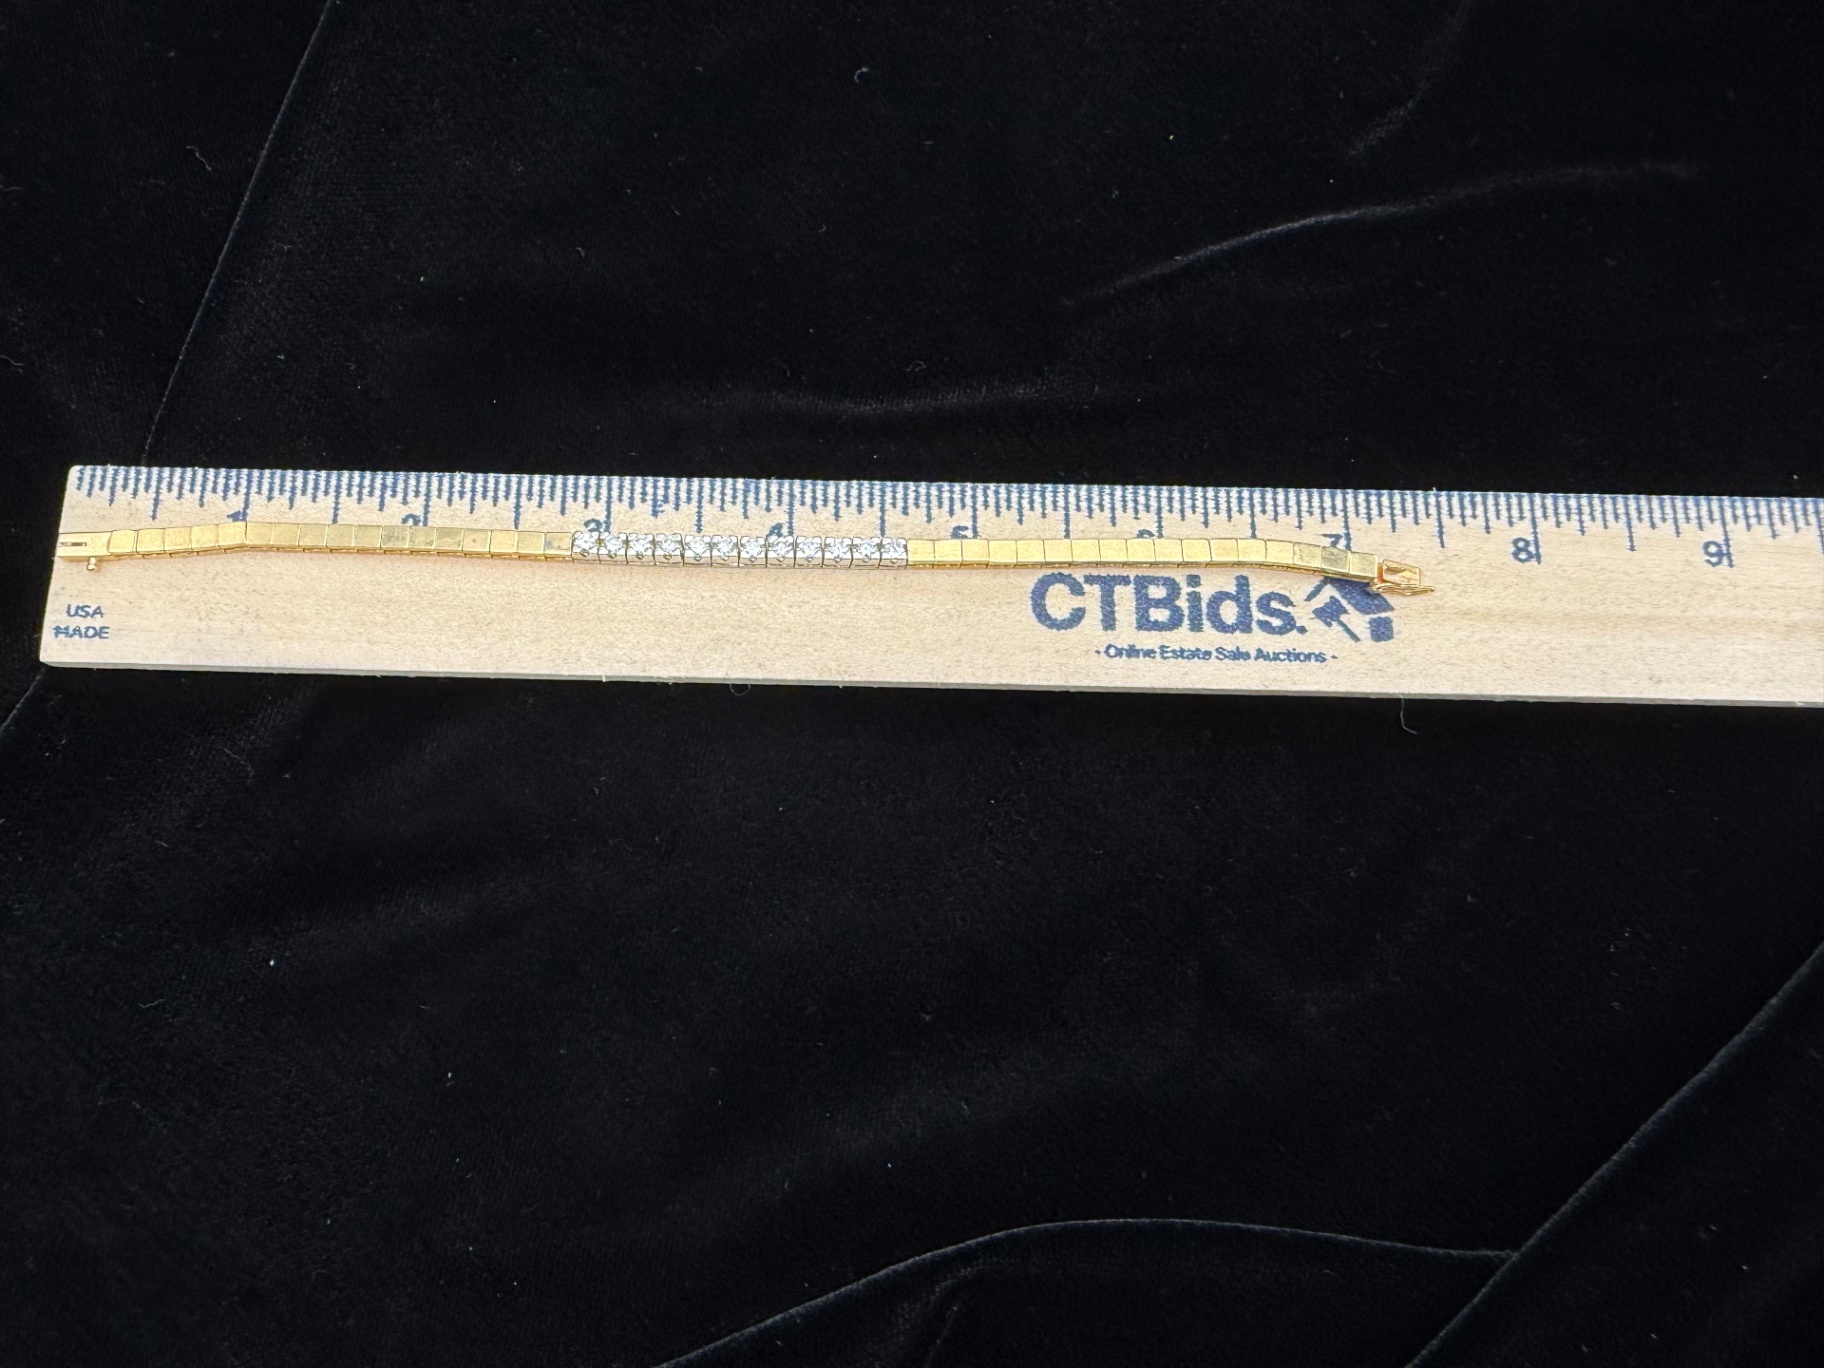 1 2 3 4 5 6 7 8 9
USA
MADE
CTBids.
- Online Estate Sale Auctions -